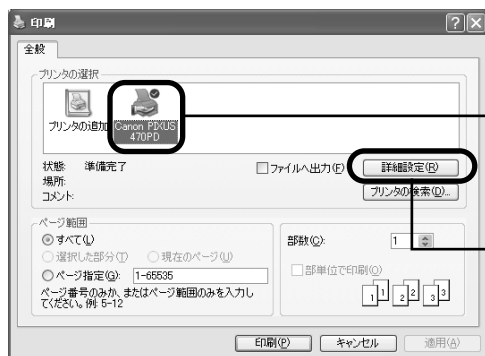 印刷
全般
プリンタの選択
プリンタの追加
Canon PIXUS
470PD
状態: 準備完了
場所:
コメント:
ファイルへ出力(F)
詳細設定(R)
プリンタの検索(D)...
ページ範囲
すべて(L)
選択した部分(T) 現在のページ(U)
ページ指定(G): 1-65535
ページ番号のみか、またはページ範囲のみを入力し
てください。例: 5-12
部数(C): 1
部単位で印刷(O)
1 1 2 2 3 3
印刷(P) キャンセル 適用(A)